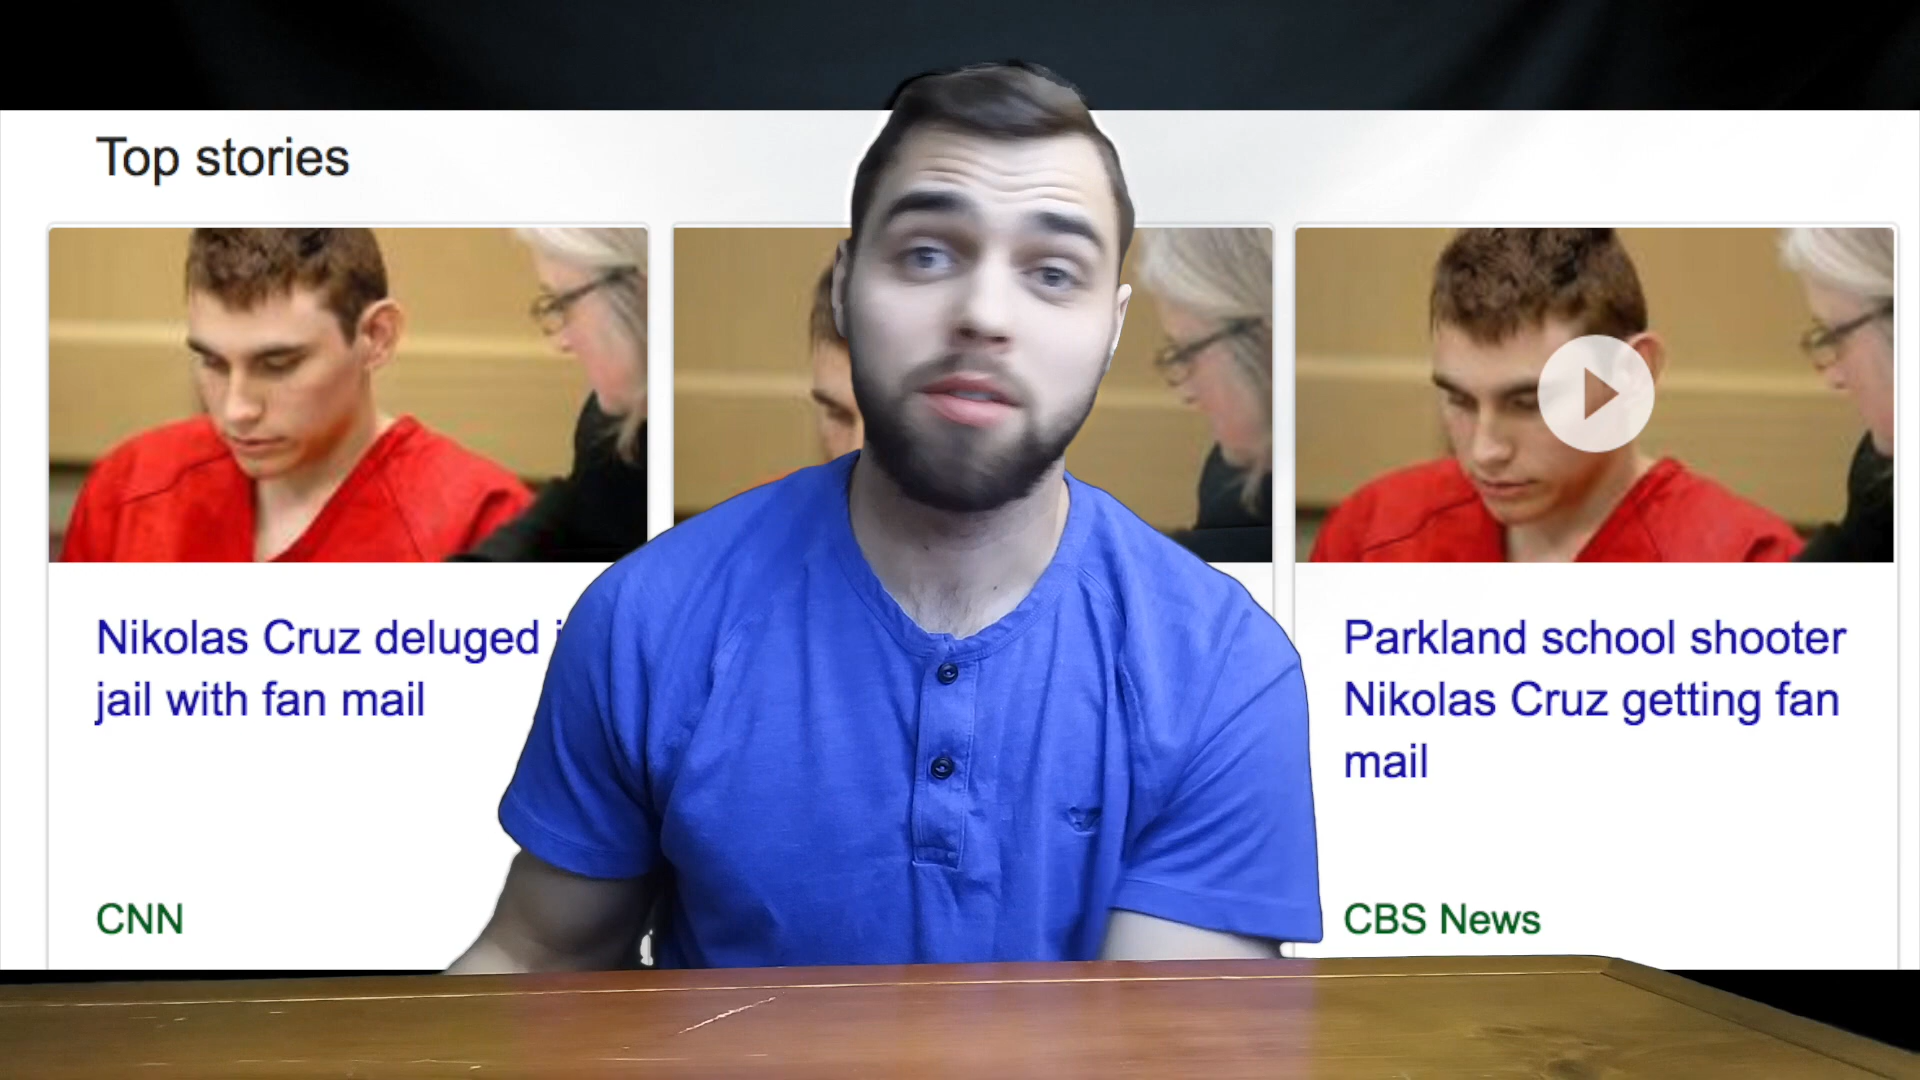 Top stories
Nikolas Cruz deluged
jail with fan mail
CNN
Parkland school shooter
Nikolas Cruz getting fan
mail
CBS News